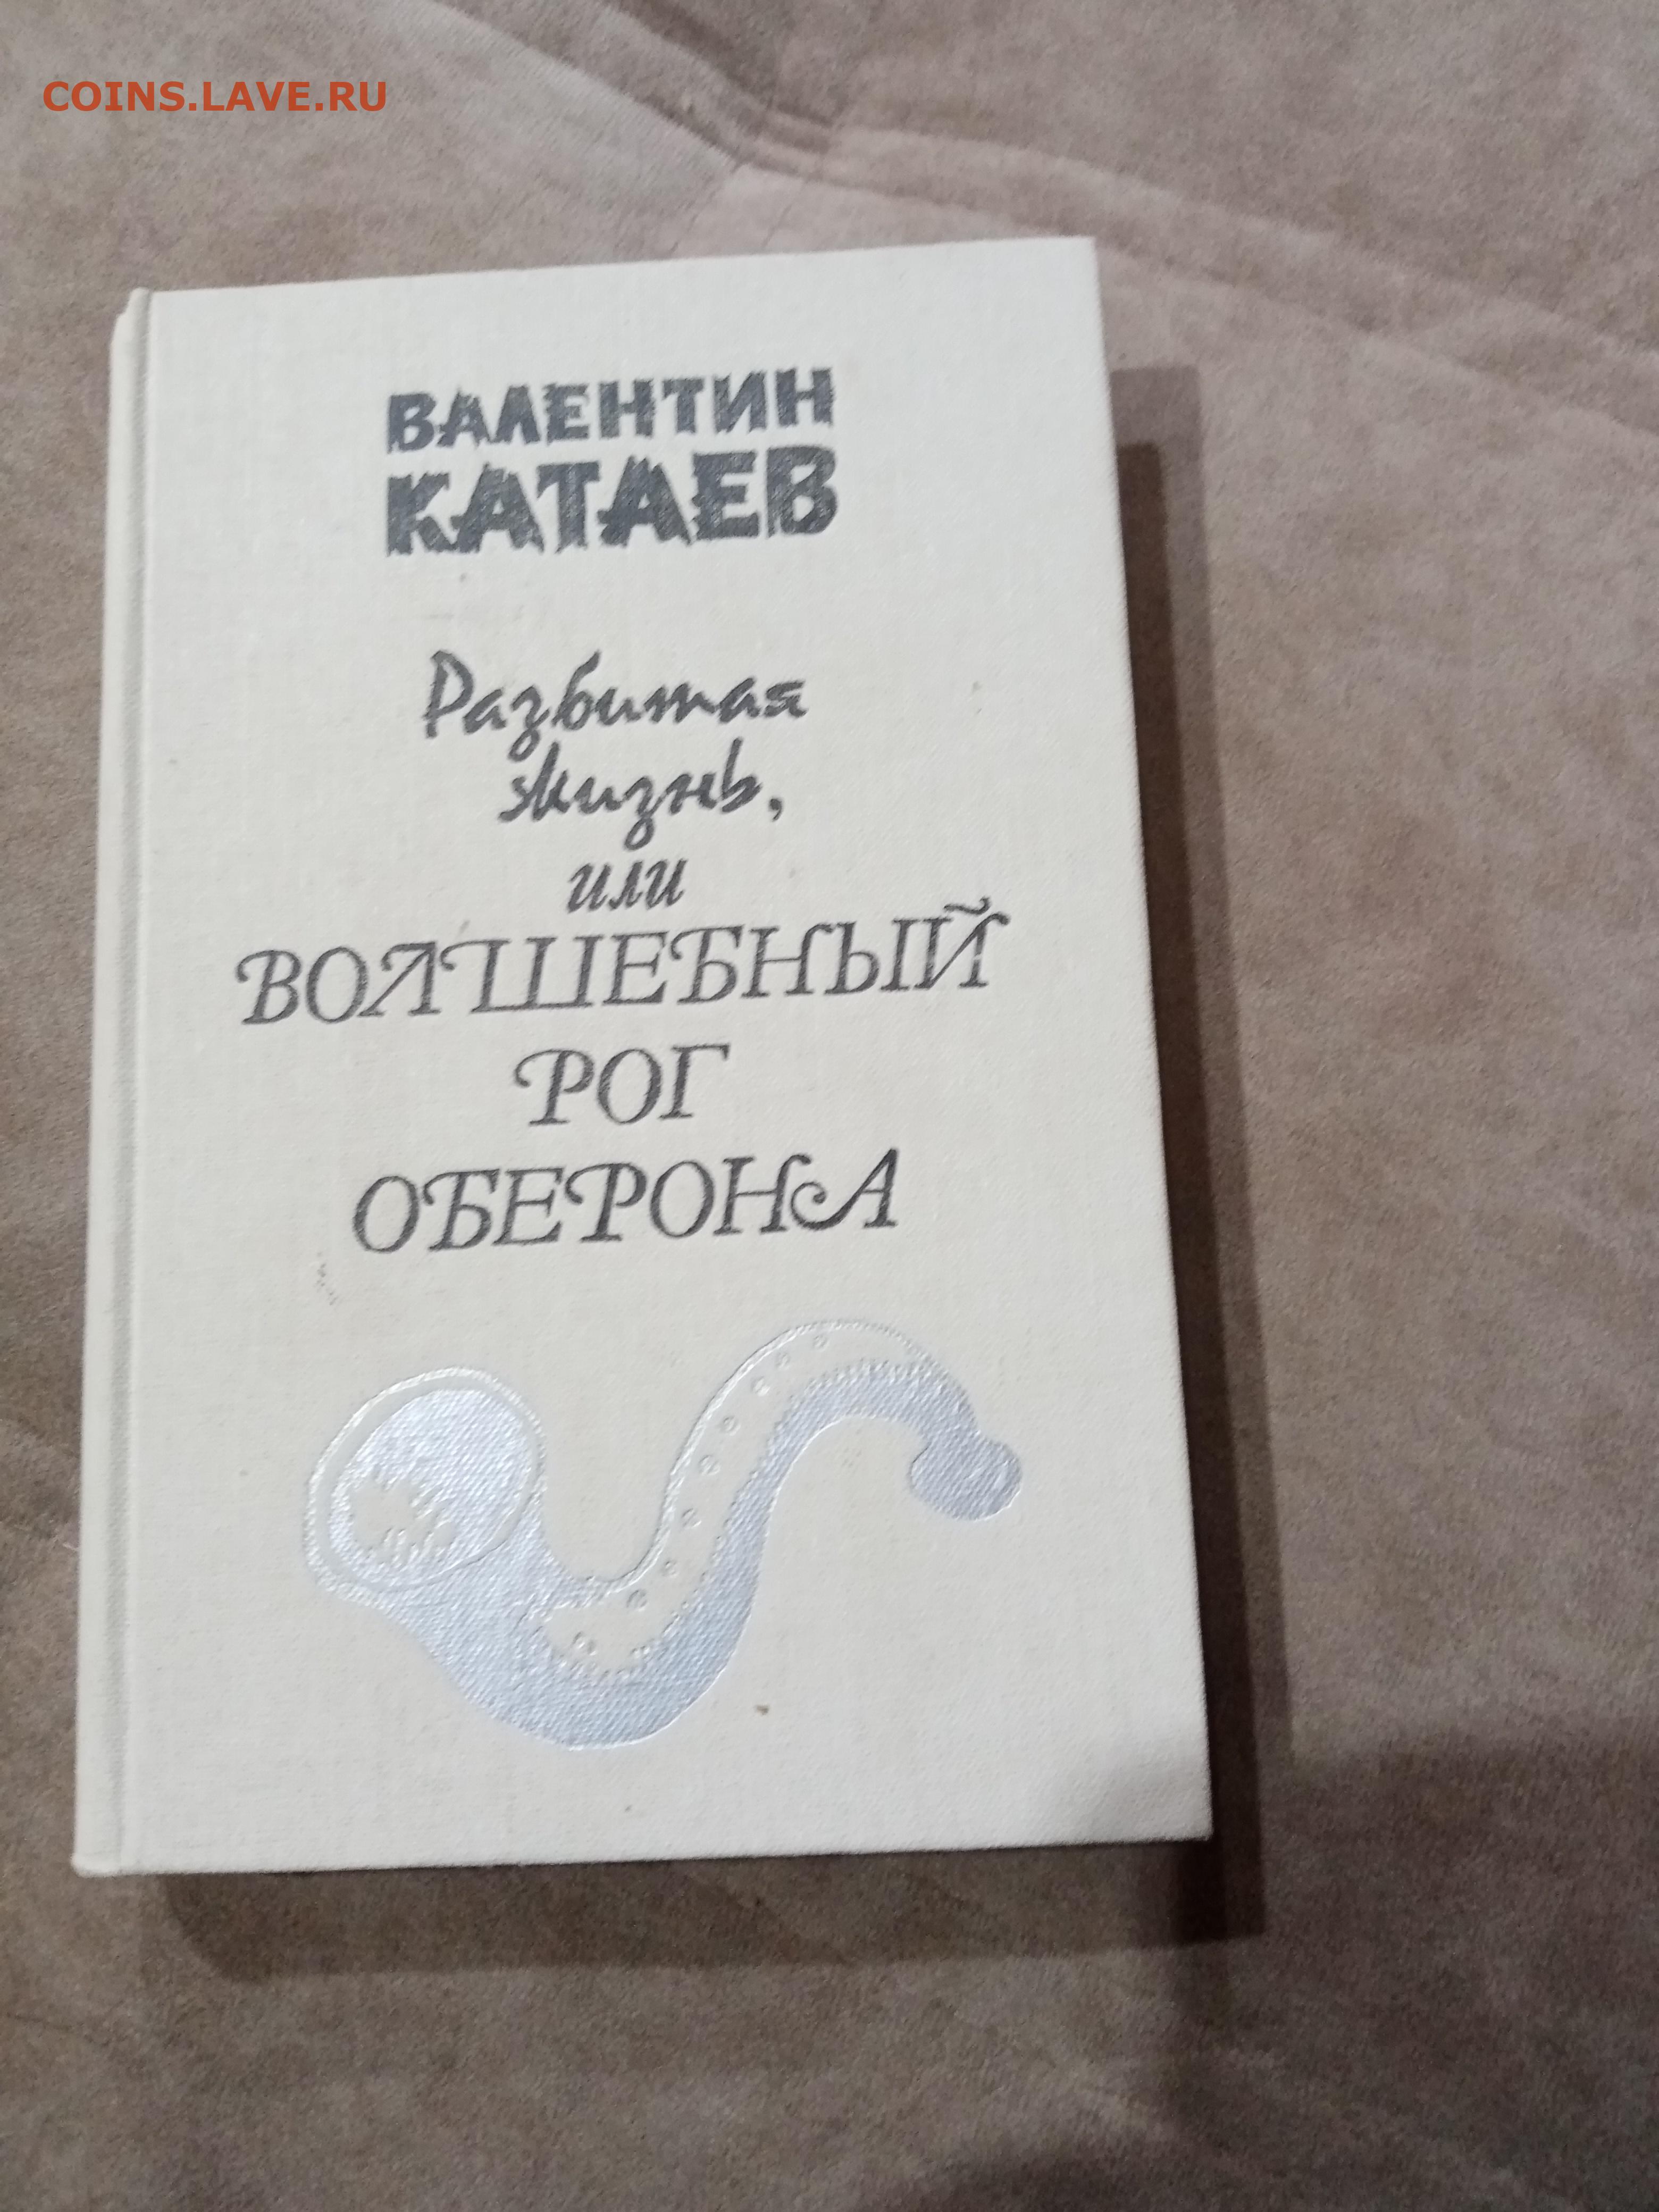 COINS.LAVE.RU
ВАЛЕНТИН
КАТАЕВ
Разбитая
жизнь,
или
ВОЛШЕБНЫЙ
РОГ
ОБЕРОНА